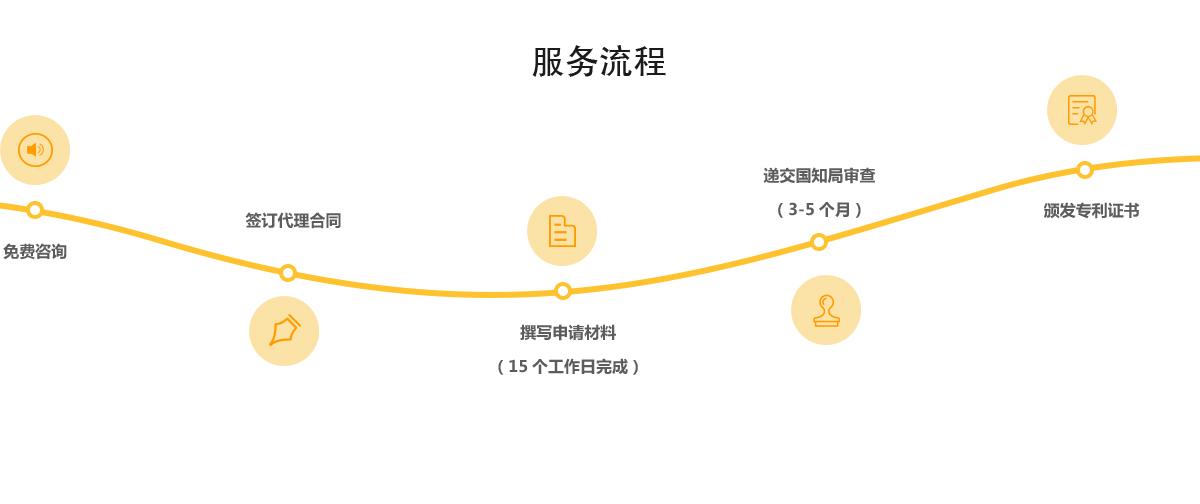 服务流程
免费咨询
签订代理合同
撰写申请材料
（15个工作日完成）
递交国知局审查
（3-5个月）
颁发专利证书